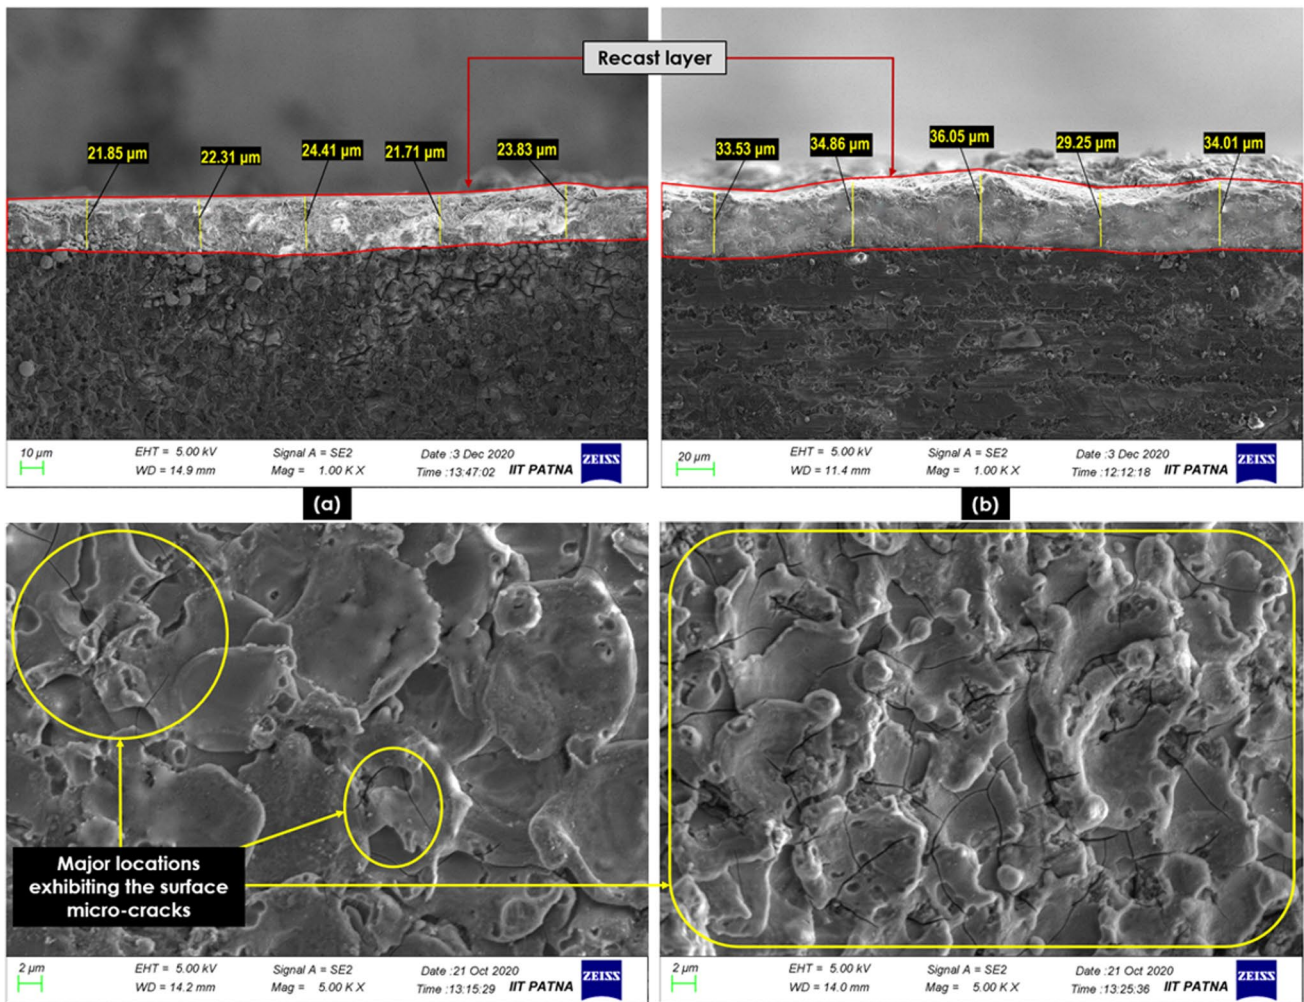 Recast layer
21.85 µm
22.31 µm
24.41 µm
21.71 µm
23.83 µm
33.53 µm
34.86 µm
36.05 µm
29.25 µm
34.01 µm
10 µm
EHT = 5.00 kV
Signal A = SE2
Date :3 Dec 2020
WD = 14.9 mm
Mag = 1.00 K X
Time :13:47:02
IIT PATNA
ZEISS
20 µm
EHT = 5.00 kV
Signal A = SE2
Date :3 Dec 2020
WD = 11.4 mm
Mag = 1.00 K X
Time :12:12:18
IIT PATNA
ZEISS
(a)
(b)
Major locations
exhibiting the surface
micro-cracks
2 µm
EHT = 5.00 kV
Signal A = SE2
Date :21 Oct 2020
WD = 14.2 mm
Mag = 5.00 K X
Time :13:15:29
IIT PATNA
ZEISS
2 µm
EHT = 5.00 kV
Signal A = SE2
Date :21 Oct 2020
WD = 14.0 mm
Mag = 5.00 K X
Time :13:25:36
IIT PATNA
ZEISS